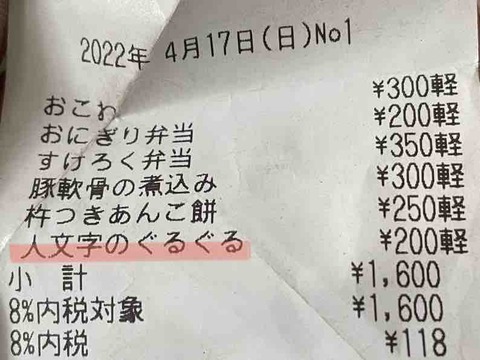 2022年 4月17日(日)No1
おこわ ¥300軽
おにぎり弁当 ¥200軽
すけろく弁当 ¥350軽
豚軟骨の煮込み ¥300軽
杵つきあんこ餅 ¥250軽
人文字のぐるぐる ¥200軽
小 計 ¥1,600
8%内税対象 ¥1,600
8%内税 ¥118